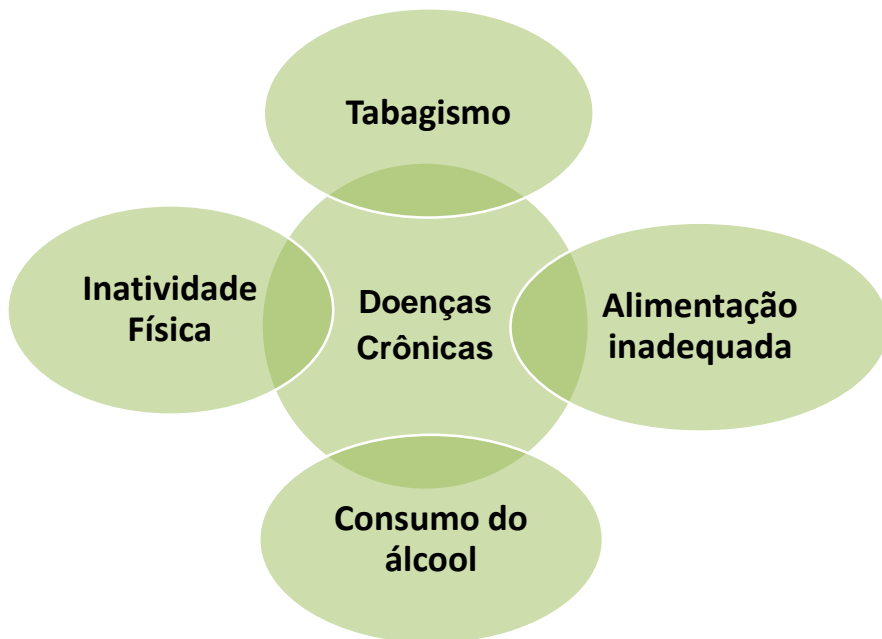 Tabagismo
Inatividade
Física
Doenças
Crônicas
Alimentação
inadequada
Consumo do
álcool